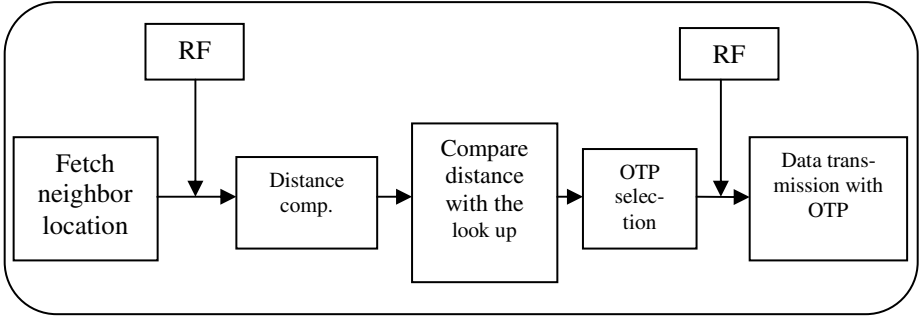 RF
RF
Fetch
neighbor
location
Distance
comp.
Compare
distance
with the
look up
OTP
selec-
tion
Data trans-
mission with
OTP